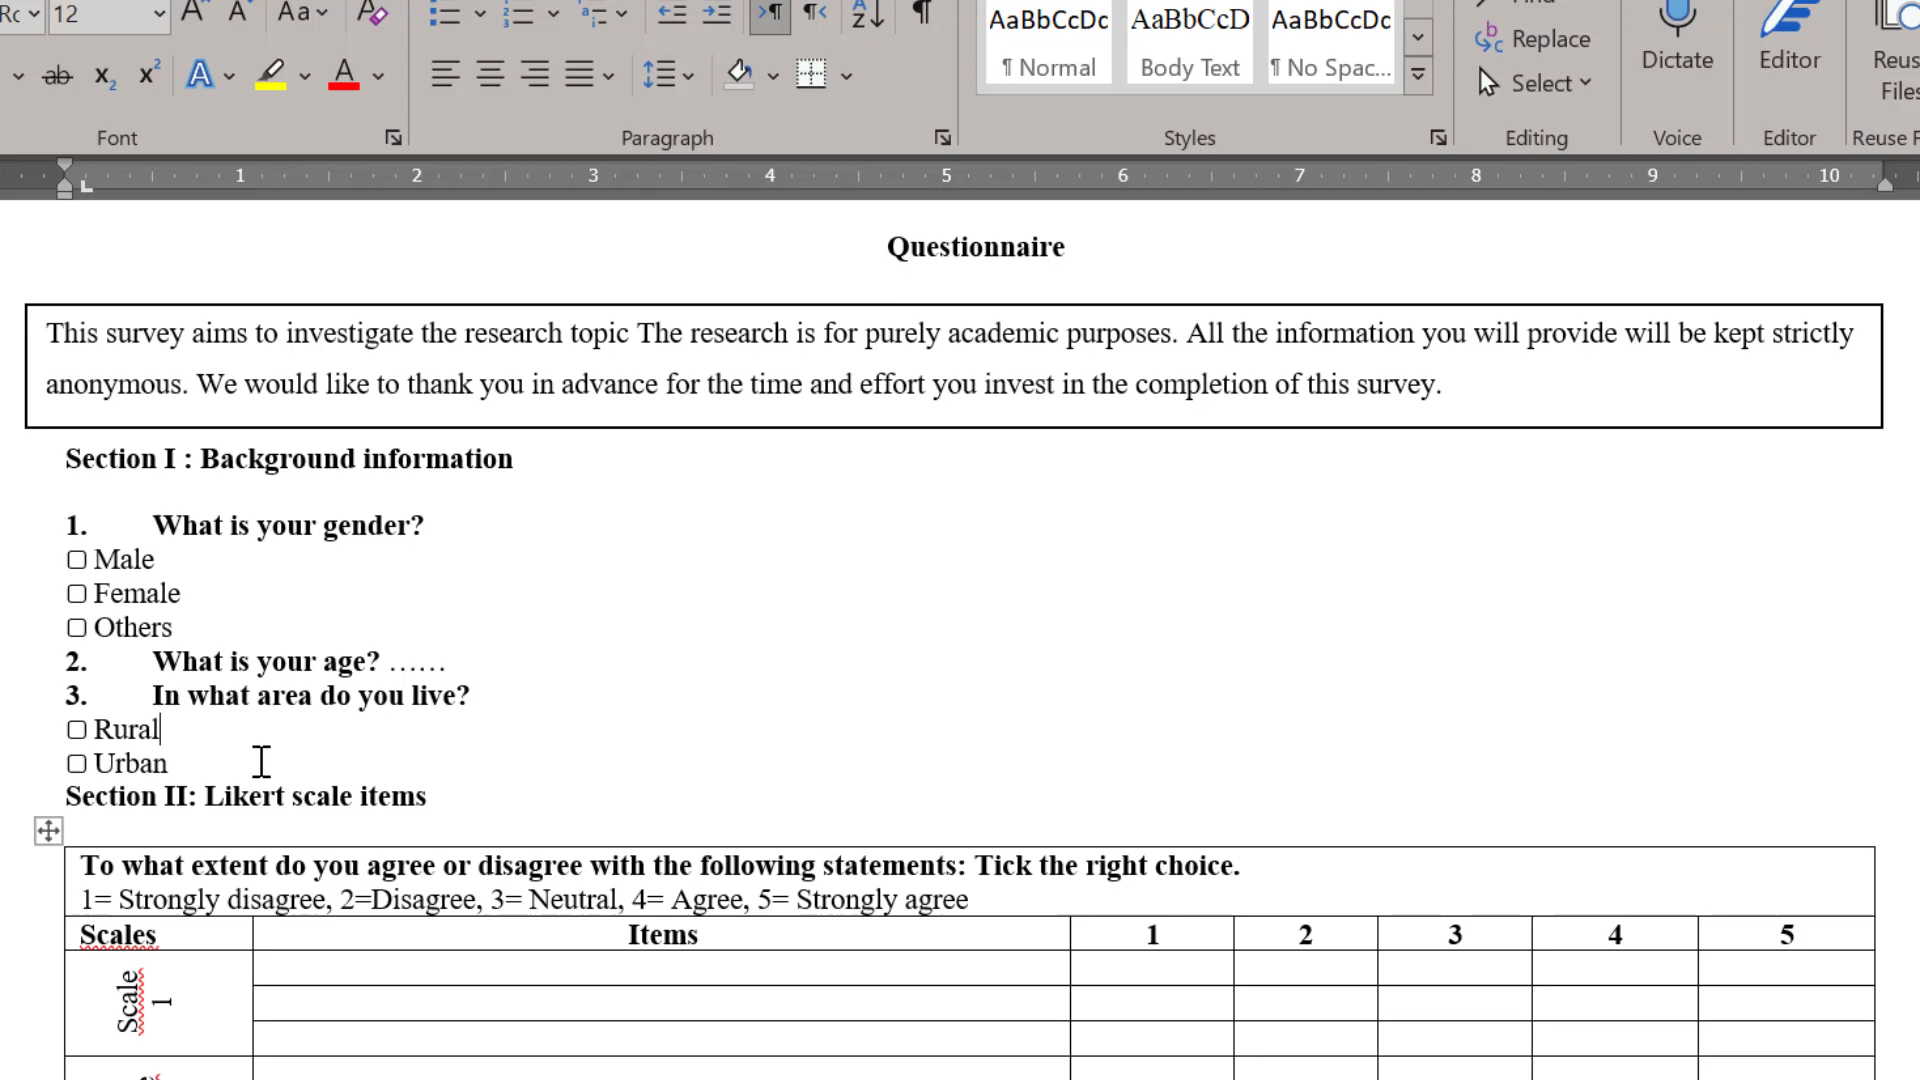 Rc 12 Aa
ab X2 X2 A A
AaBbCcDc AaBbCcD AaBbCcDc
¶ Normal Body Text ¶ No Spac...
Replace
Select
Dictate Editor Reus
Files
Font Paragraph Styles Editing Voice Editor Reuse F
1 2 3 4 5 6 7 8 9 10
Questionnaire
This survey aims to investigate the research topic The research is for purely academic purposes. All the information you will provide will be kept strictly
anonymous. We would like to thank you in advance for the time and effort you invest in the completion of this survey.
Section I : Background information
1. What is your gender?
▢ Male
▢ Female
▢ Others
2. What is your age? ……
3. In what area do you live?
▢ Rural
▢ Urban
Section II: Likert scale items
To what extent do you agree or disagree with the following statements: Tick the right choice.
1= Strongly disagree, 2=Disagree, 3= Neutral, 4= Agree, 5= Strongly agree
Scales Items 1 2 3 4 5
Scale
1